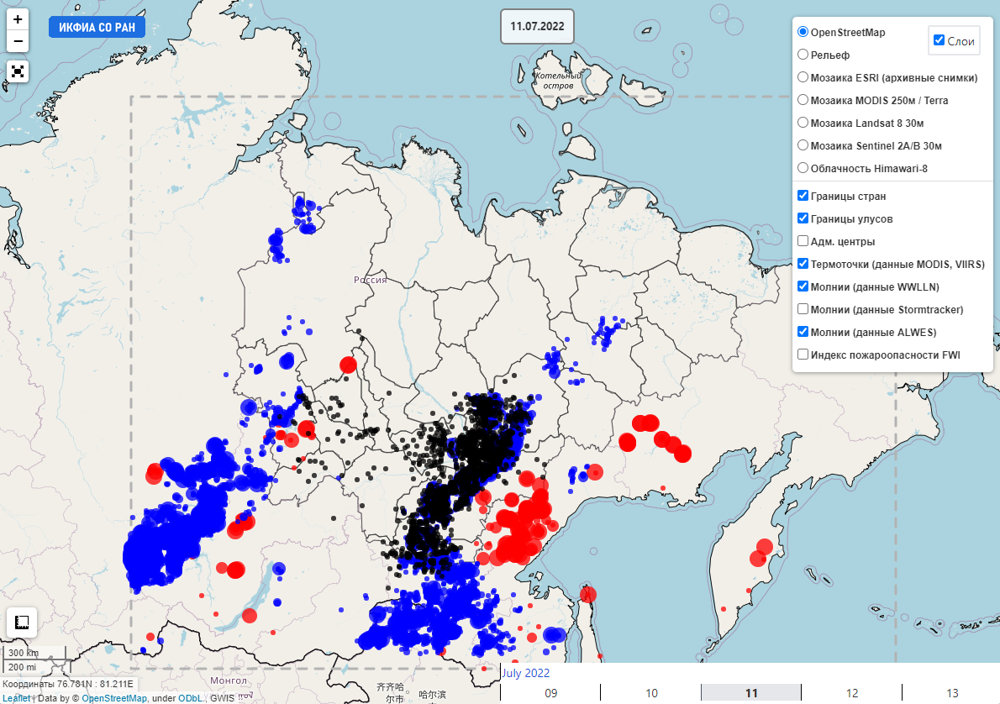 +
−
ИКФИА СО РАН
11.07.2022
OpenStreetMap
Слои
Рельеф
Мозаика ESRI (архивные снимки)
Мозаика MODIS 250м / Terra
Мозаика Landsat 8 30м
Мозаика Sentinel 2A/B 30м
Облачность Himawari-8
Границы стран
Границы улусов
Адм. центры
Термоточки (данные MODIS, VIIRS)
Молнии (данные WWLLN)
Молнии (данные Stormtracker)
Молнии (данные ALWES)
Индекс пожароопасности FWI
Котельный
остров
Россия
300 km
200 mi
Координаты 76.781N : 81.211E
Leaflet | Data by © OpenStreetMap, under ODbL., GWIS
Монгол
齐齐哈
尔市
哈尔滨
市
July 2022
09
10
11
12
13